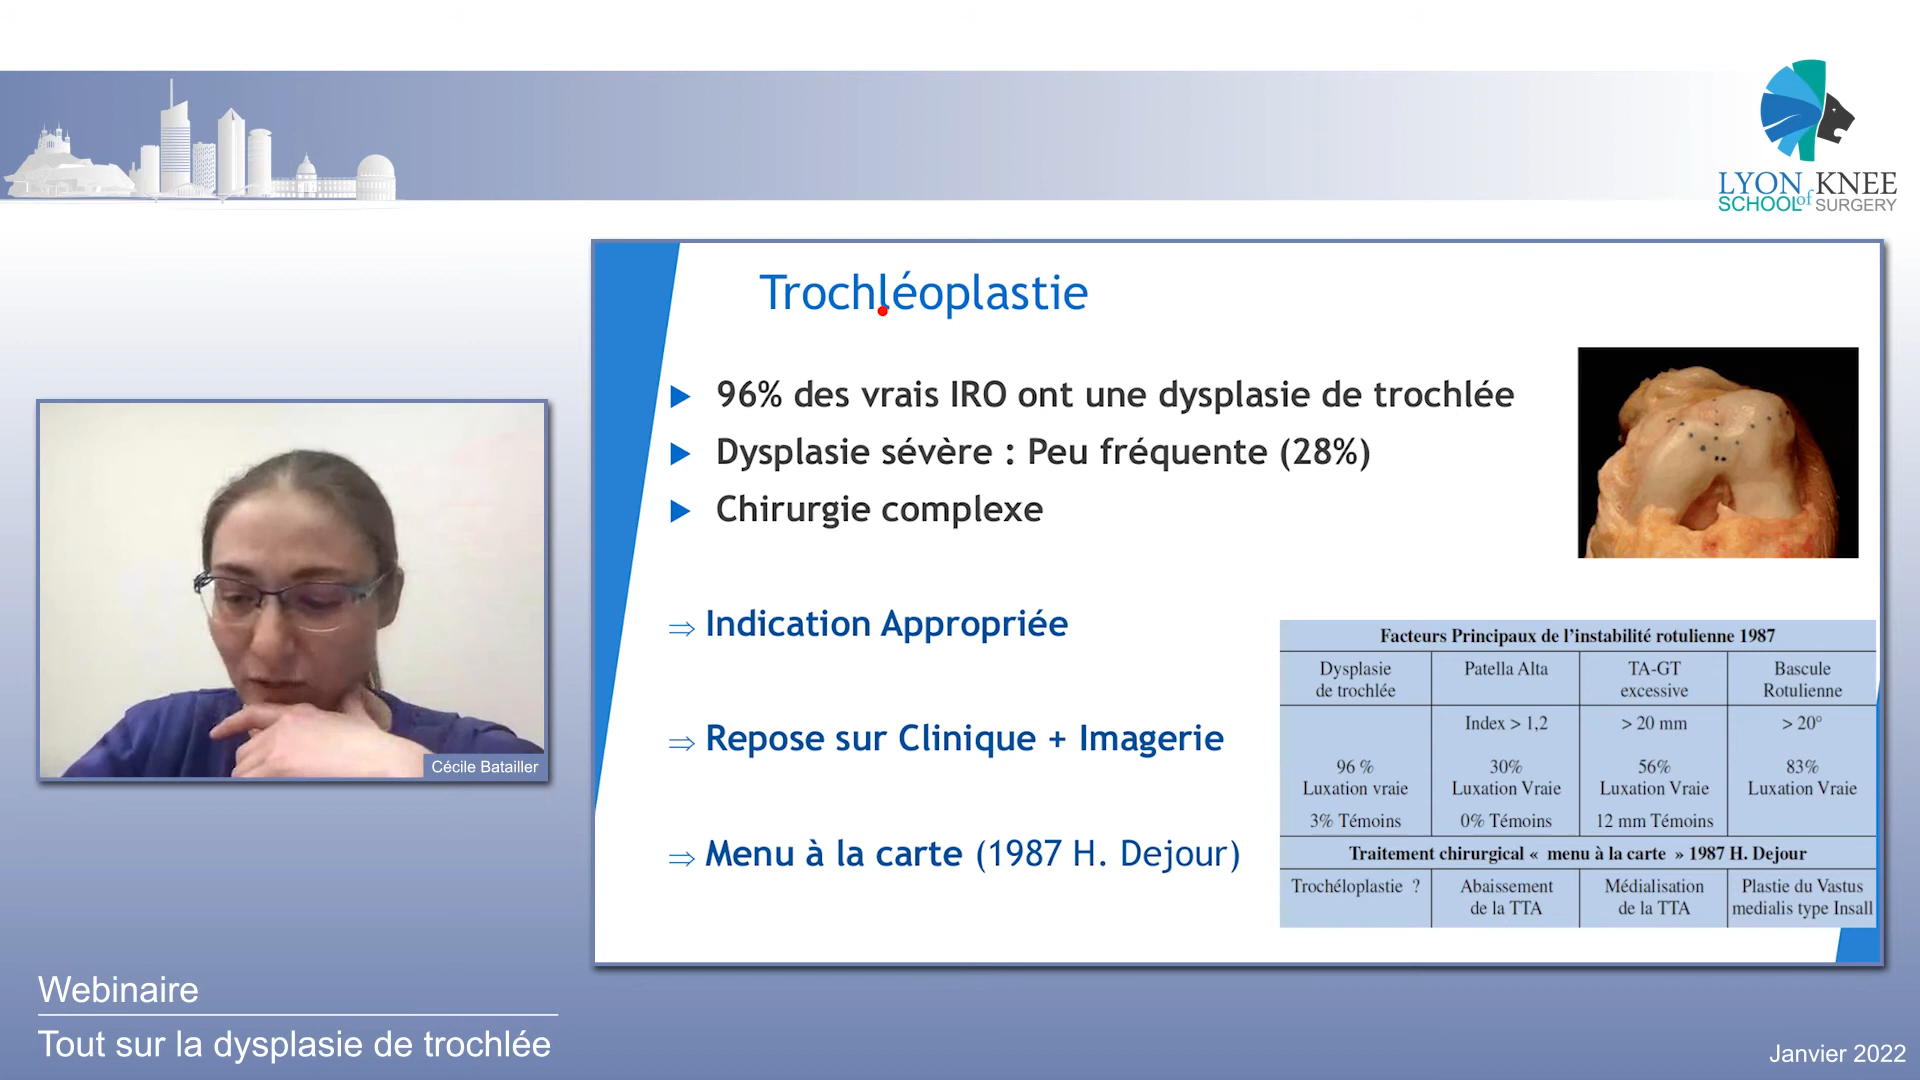 LYON KNEE
SCHOOL of SURGERY
Trochléoplastie
96% des vrais IRO ont une dysplasie de trochlée
Dysplasie sévère : Peu fréquente (28%)
Chirurgie complexe
⇒ Indication Appropriée
⇒ Repose sur Clinique + Imagerie
⇒ Menu à la carte (1987 H. Dejour)
Facteurs Principaux de l’instabilité rotulienne 1987
Dysplasie de trochlée
Patella Alta
TA-GT excessive
Bascule Rotulienne
Index > 1,2
> 20 mm
> 20°
96 % Luxation vraie
30% Luxation Vraie
56% Luxation Vraie
83% Luxation Vraie
3% Témoins
0% Témoins
12 mm Témoins
Traitement chirurgical « menu à la carte » 1987 H. Dejour
Trochéloplastie ?
Abaissement de la TTA
Médialisation de la TTA
Plastie du Vastus medialis type Insall
Cécile Batailler
Webinaire
Tout sur la dysplasie de trochlée
Janvier 2022